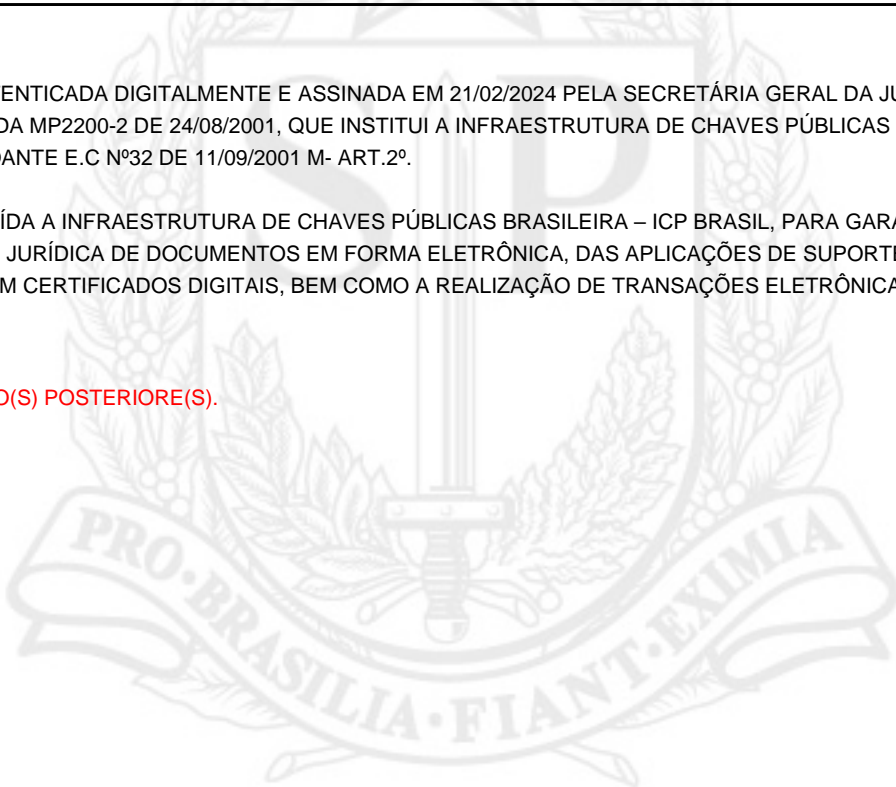 ENTICADA DIGITALMENTE E ASSINADA EM 21/02/2024 PELA SECRETÁRIA GERAL DA JU
DA MP2200-2 DE 24/08/2001, QUE INSTITUI A INFRAESTRUTURA DE CHAVES PÚBLICAS
DANTE E.C Nº32 DE 11/09/2001 M- ART.2º.
ÍDA A INFRAESTRUTURA DE CHAVES PÚBLICAS BRASILEIRA – ICP BRASIL, PARA GARA
JURÍDICA DE DOCUMENTOS EM FORMA ELETRÔNICA, DAS APLICAÇÕES DE SUPORTE
M CERTIFICADOS DIGITAIS, BEM COMO A REALIZAÇÃO DE TRANSAÇÕES ELETRÔNICA
O(S) POSTERIORE(S).
SP
PRO·BRASILIA·FIANT·EXIMIA